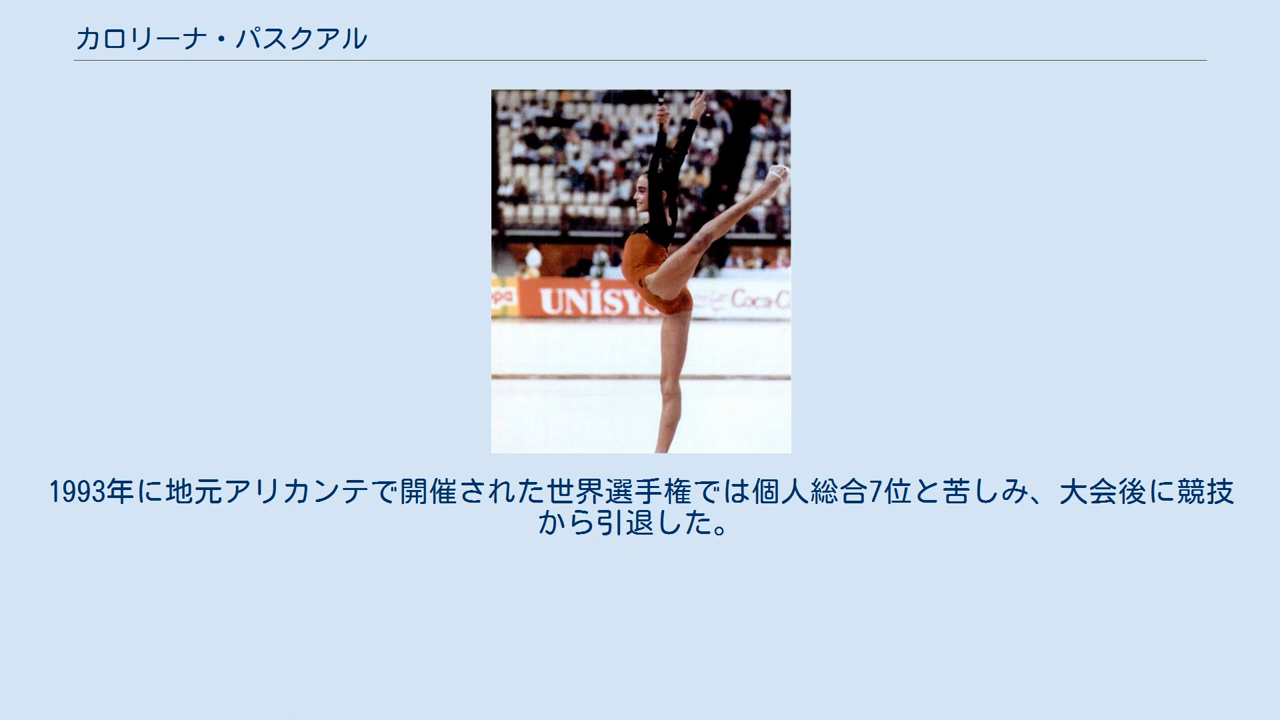 カロリーナ・パスクアル
UNiSYS
Coca-C
1993年に地元アリカンテで開催された世界選手権では個人総合7位と苦しみ、大会後に競技
から引退した。